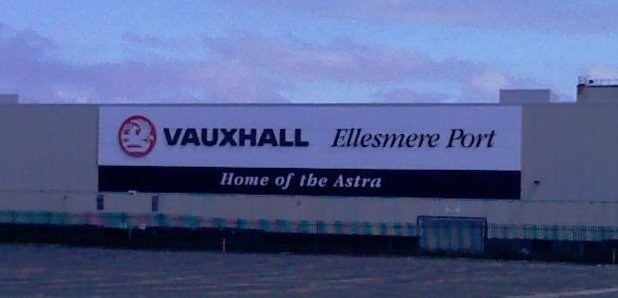 VAUXHALL Ellesmere Port
Home of the Astra